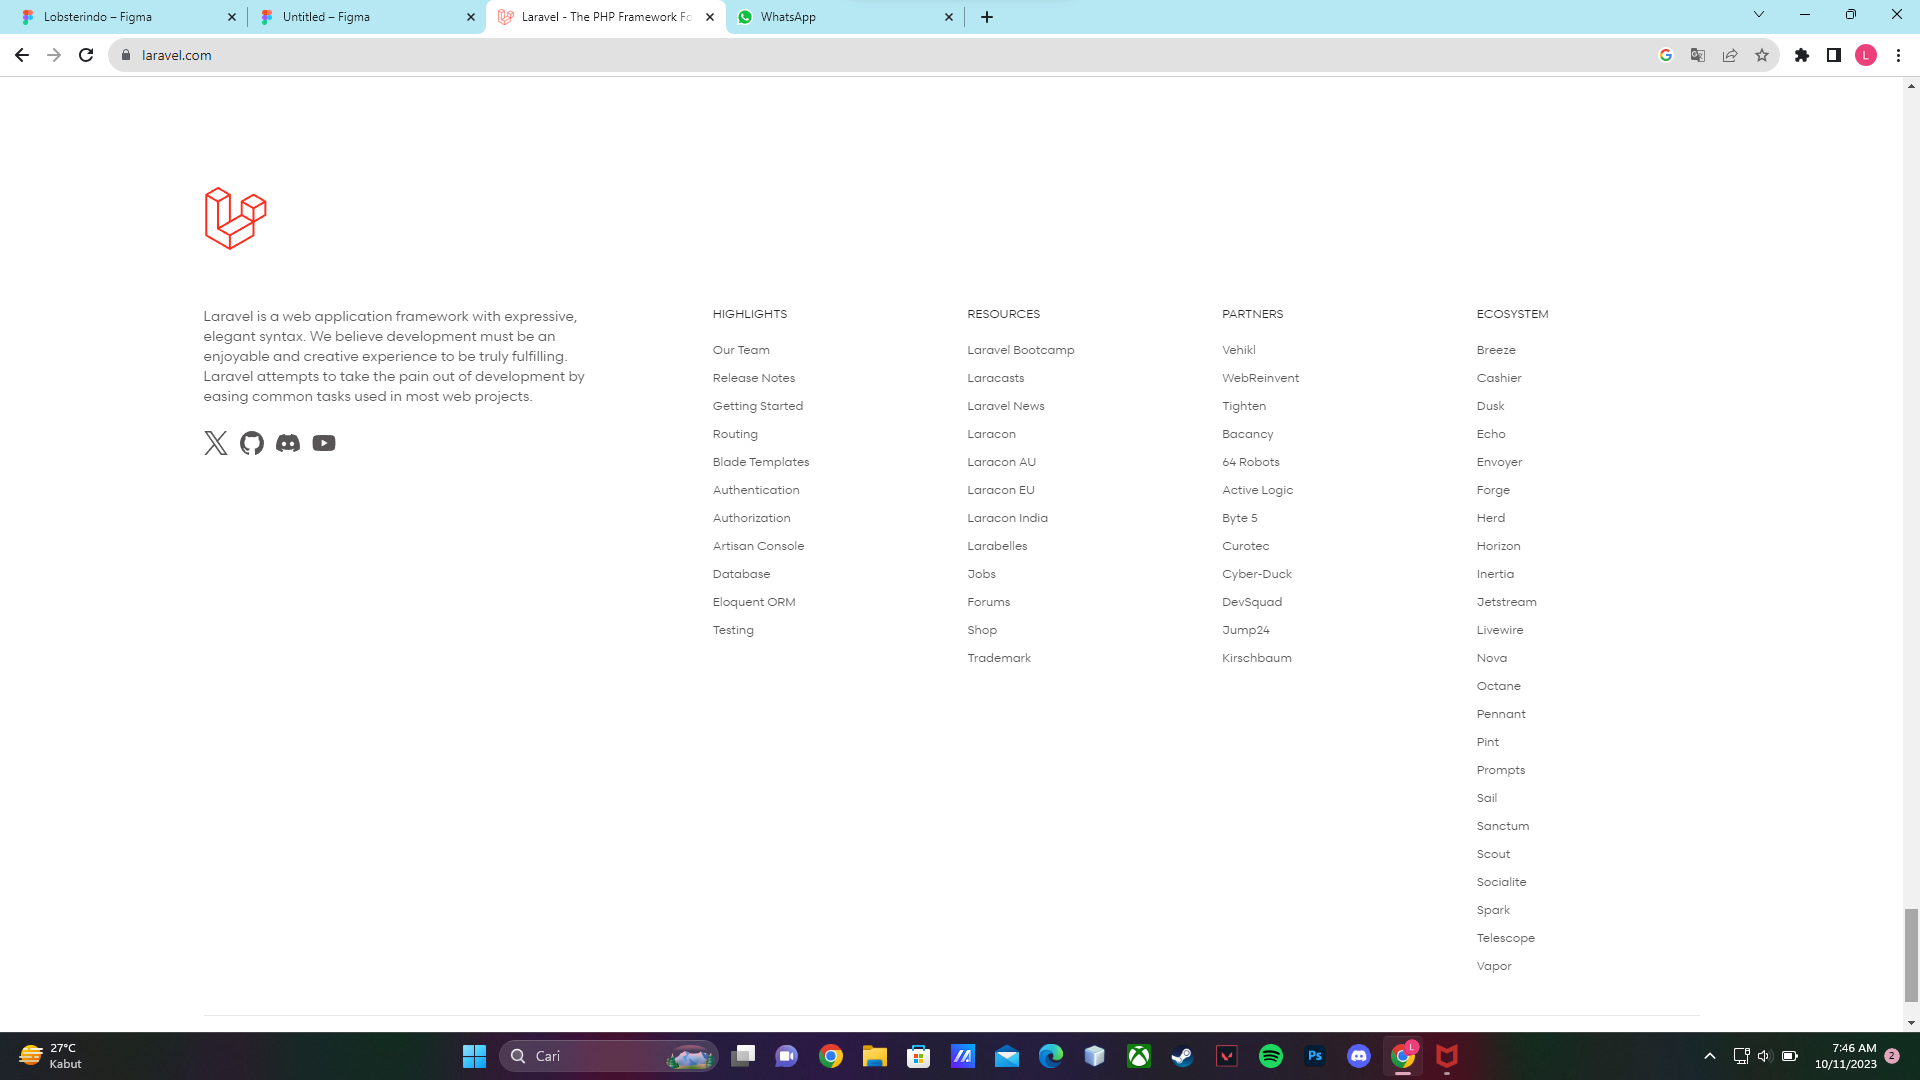 Lobsterindo – Figma
Untitled – Figma
Laravel - The PHP Framework Fo
WhatsApp
laravel.com
L
Laravel is a web application framework with expressive,
elegant syntax. We believe development must be an
enjoyable and creative experience to be truly fulfilling.
Laravel attempts to take the pain out of development by
easing common tasks used in most web projects.
HIGHLIGHTS
Our Team
Release Notes
Getting Started
Routing
Blade Templates
Authentication
Authorization
Artisan Console
Database
Eloquent ORM
Testing
RESOURCES
Laravel Bootcamp
Laracasts
Laravel News
Laracon
Laracon AU
Laracon EU
Laracon India
Larabelles
Jobs
Forums
Shop
Trademark
PARTNERS
Vehikl
WebReinvent
Tighten
Bacancy
64 Robots
Active Logic
Byte 5
Curotec
Cyber-Duck
DevSquad
Jump24
Kirschbaum
ECOSYSTEM
Breeze
Cashier
Dusk
Echo
Envoyer
Forge
Herd
Horizon
Inertia
Jetstream
Livewire
Nova
Octane
Pennant
Pint
Prompts
Sail
Sanctum
Scout
Socialite
Spark
Telescope
Vapor
27°C
Kabut
Cari
Ps
L
7:46 AM
10/11/2023
2